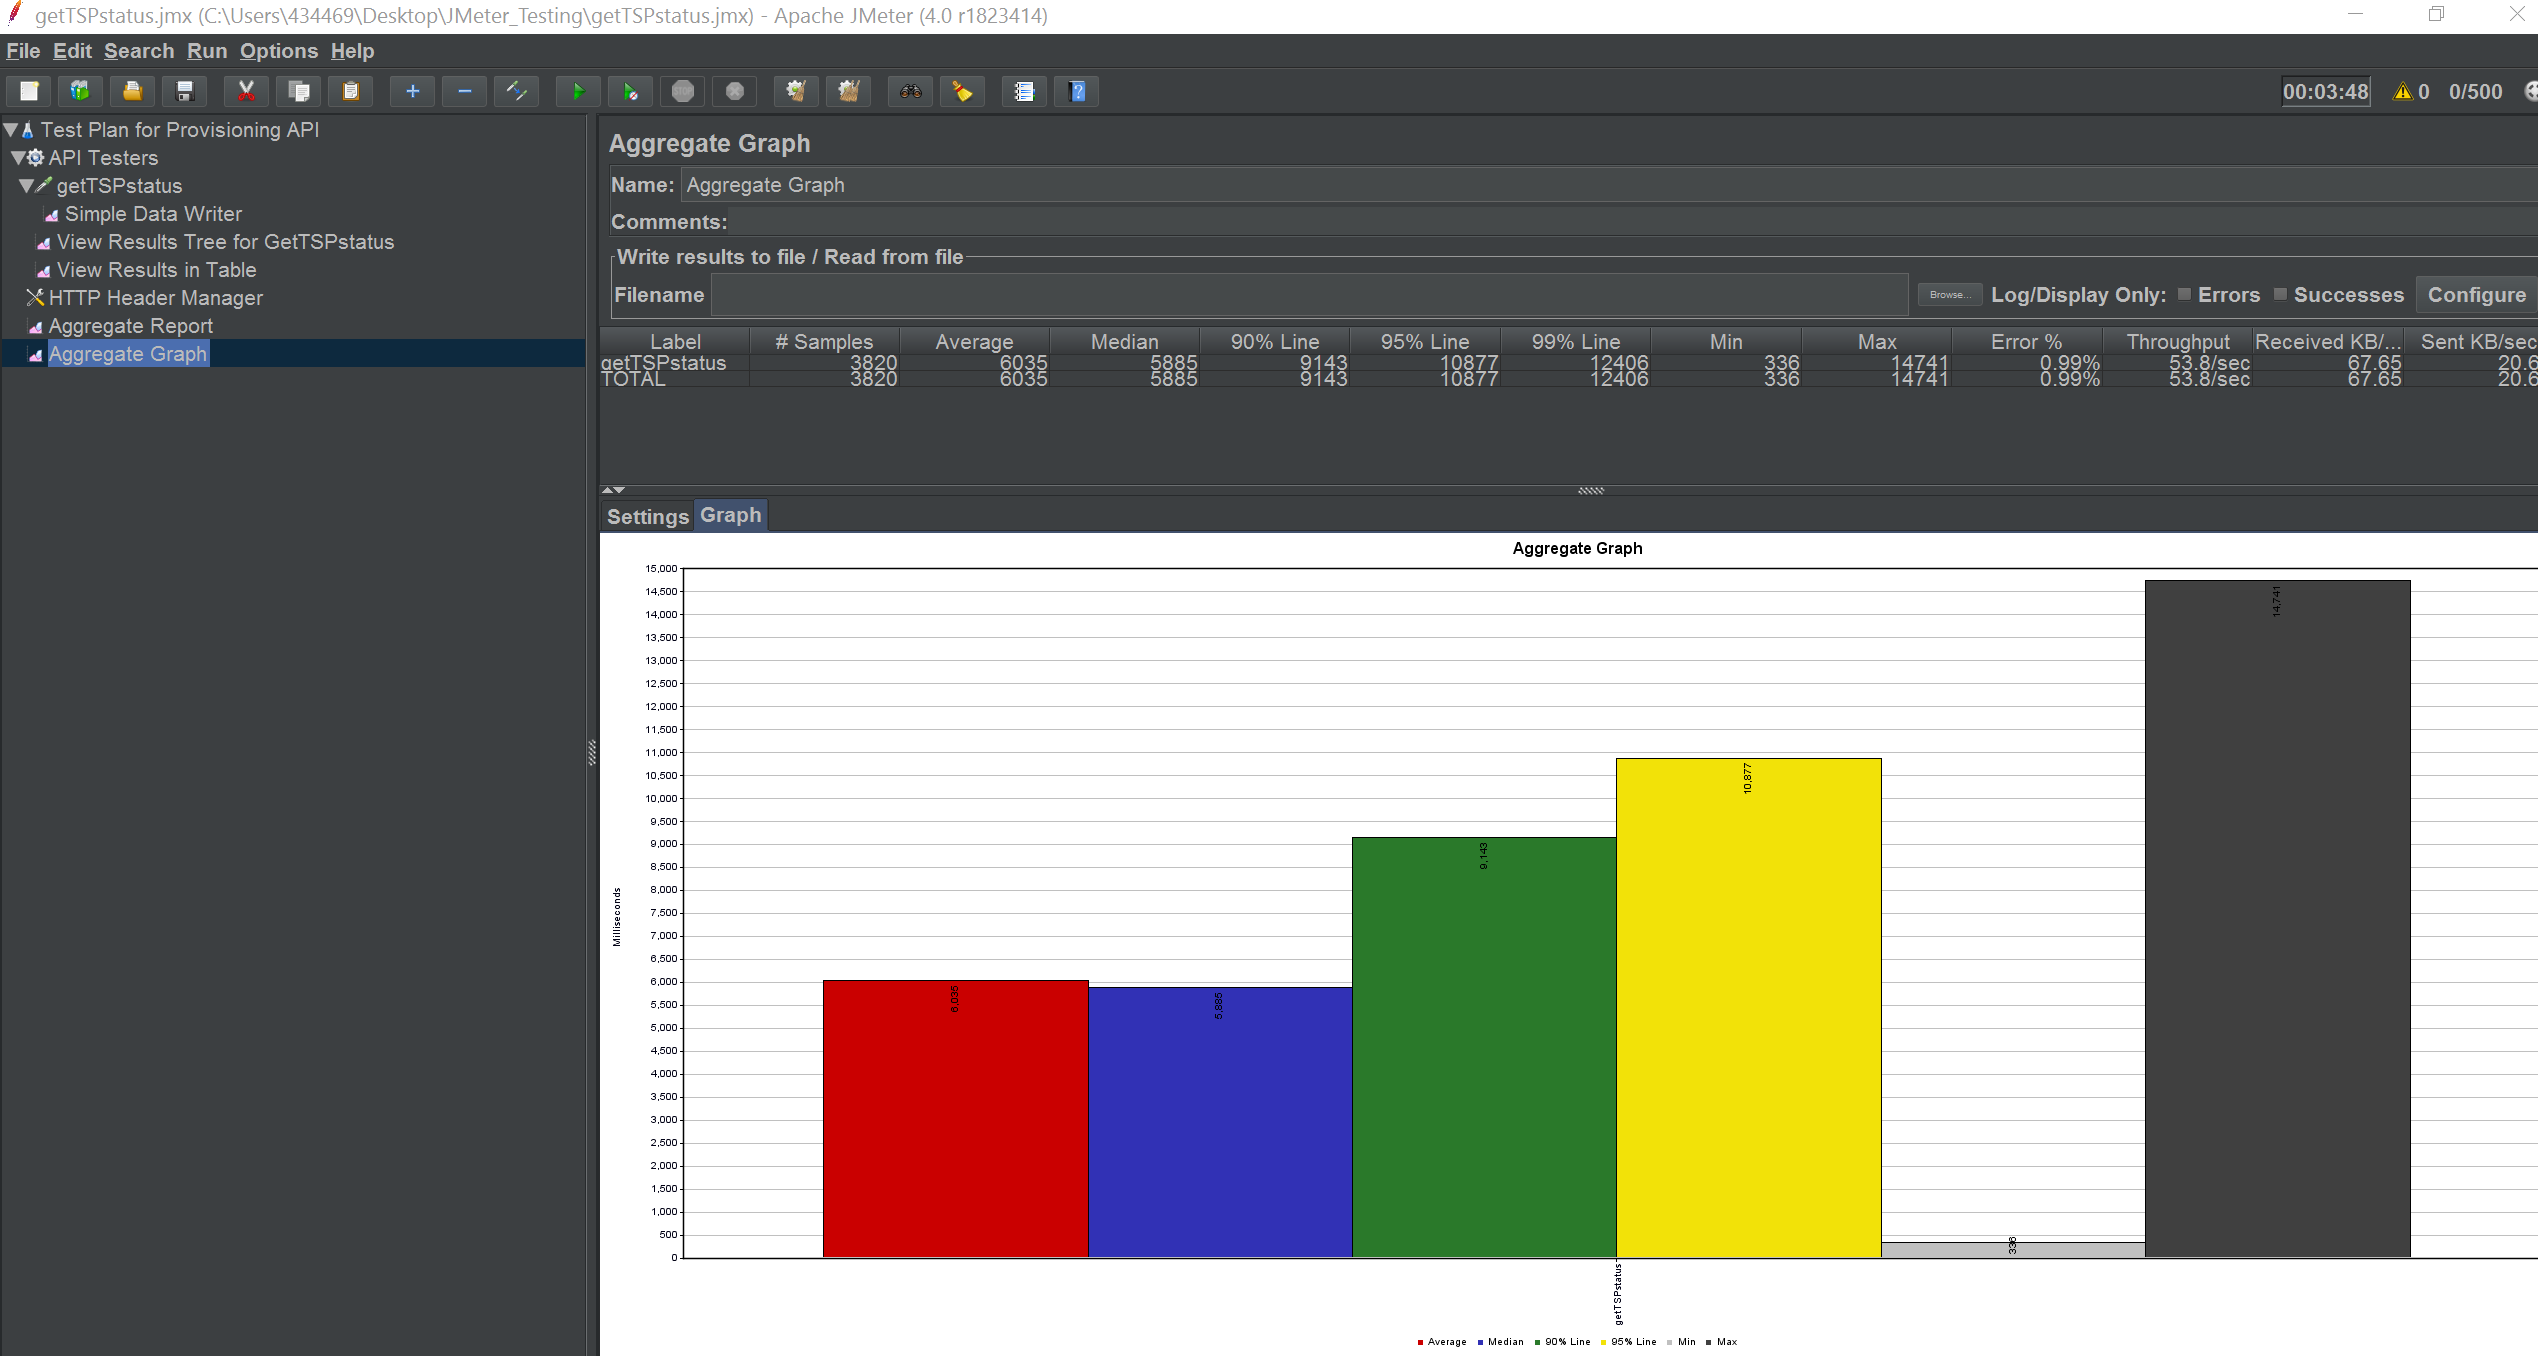 getTSPstatus.jmx (C:\Users\434469\Desktop\JMeter_Testing\getTSPstatus.jmx) - Apache JMeter (4.0 r1823414)
File Edit Search Run Options Help
STOP
00:03:48 0 0/500
Test Plan for Provisioning API
API Testers
getTSPstatus
Simple Data Writer
View Results Tree for GetTSPstatus
View Results in Table
HTTP Header Manager
Aggregate Report
Aggregate Graph
Aggregate Graph
Name: Aggregate Graph
Comments:
Write results to file / Read from file
Filename Browse... Log/Display Only: Errors Successes Configure
Label # Samples Average Median 90% Line 95% Line 99% Line Min Max Error % Throughput Received KB/... Sent KB/sec
getTSPstatus 3820 6035 5885 9143 10877 12406 336 14741 0.99% 53.8/sec 67.65 20.6
TOTAL 3820 6035 5885 9143 10877 12406 336 14741 0.99% 53.8/sec 67.65 20.6
Settings Graph
Aggregate Graph
15,000
14,500
14,000
13,500
13,000
12,500
12,000
11,500
11,000
10,500
10,000
9,500
9,000
8,500
8,000
7,500
7,000
6,500
6,000
5,500
5,000
4,500
4,000
3,500
3,000
2,500
2,000
1,500
1,000
500
0
Milliseconds
6,035
5,885
9,143
10,877
336
14,741
getTSPstatus
Average Median 90% Line 95% Line Min Max